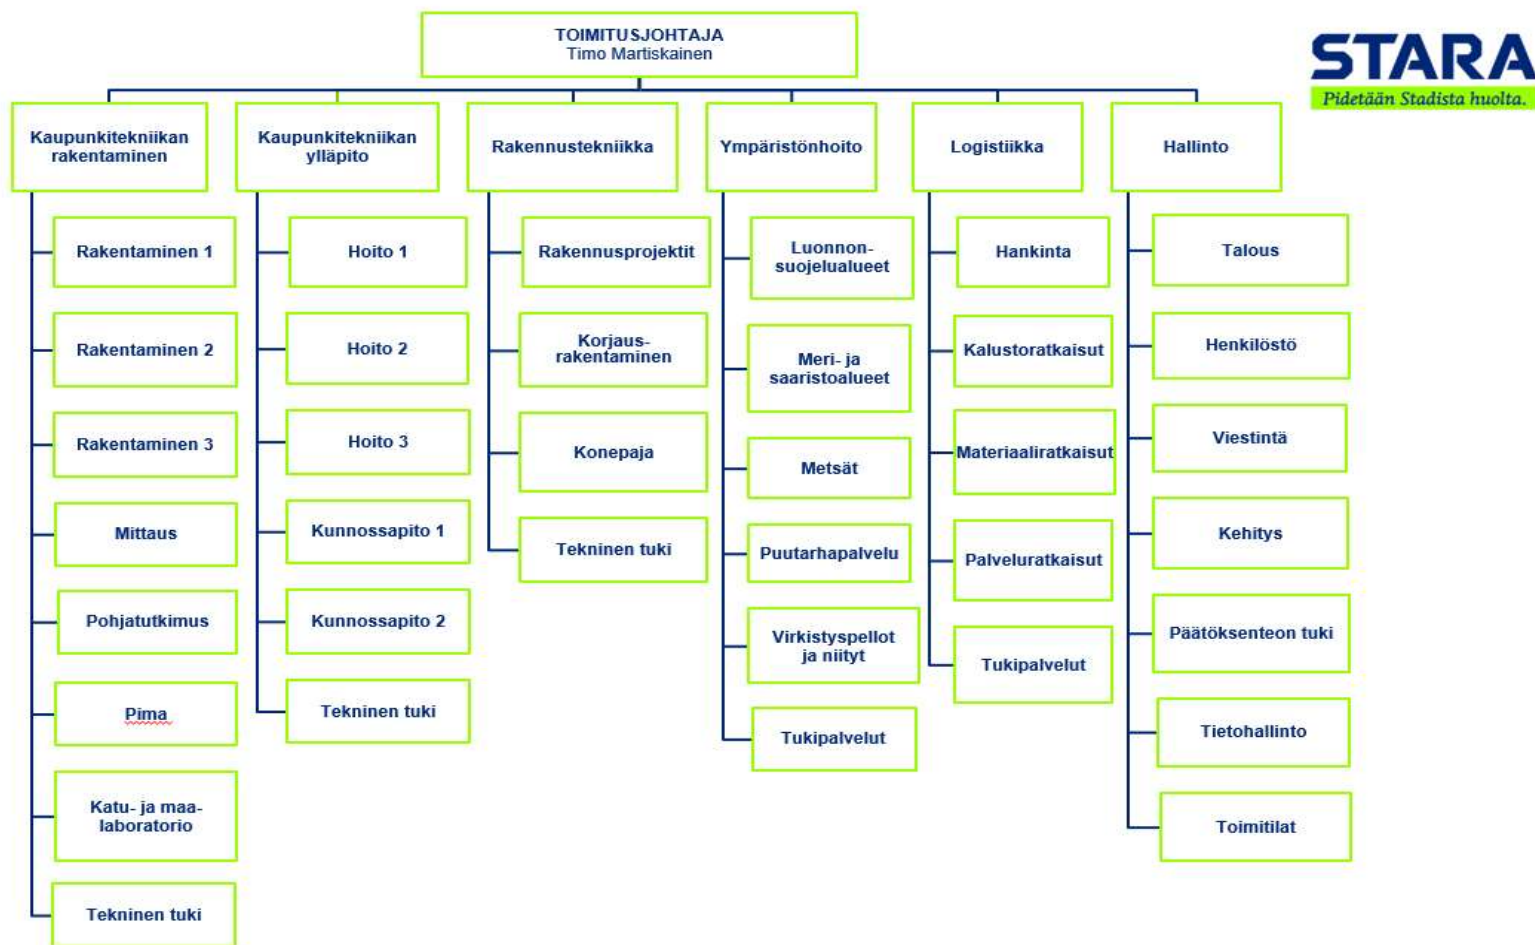 TOIMITUSJOHTAJA
Timo Martiskainen
STARA
Pidetään Stadista huolta.
Kaupunkitekniikan
rakentaminen
Rakentaminen 1
Rakentaminen 2
Rakentaminen 3
Mittaus
Pohjatutkimus
Pima
Katu- ja maa-
laboratorio
Tekninen tuki
Kaupunkitekniikan
ylläpito
Hoito 1
Hoito 2
Hoito 3
Kunnossapito 1
Kunnossapito 2
Tekninen tuki
Rakennustekniikka
Rakennusprojektit
Korjaus-
rakentaminen
Konepaja
Tekninen tuki
Ympäristönhoito
Luonnon-
suojelualueet
Meri- ja
saaristoalueet
Metsät
Puutarhapalvelu
Virkistyspellot
ja niityt
Tukipalvelut
Logistiikka
Hankinta
Kalustoratkaisut
Materiaaliratkaisut
Palveluratkaisut
Tukipalvelut
Hallinto
Talous
Henkilöstö
Viestintä
Kehitys
Päätöksenteon tuki
Tietohallinto
Toimitilat